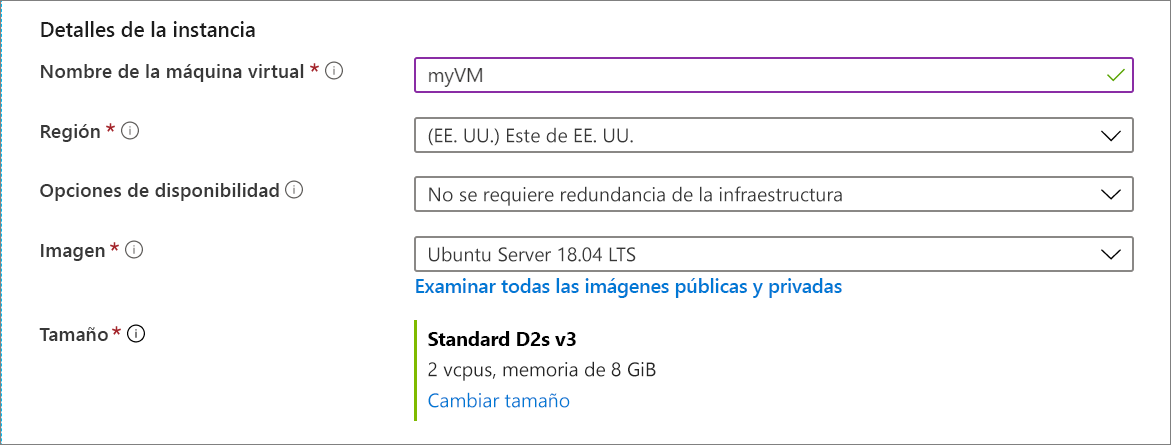 Detalles de la instancia
Nombre de la máquina virtual * myVM
Región * (EE. UU.) Este de EE. UU.
Opciones de disponibilidad No se requiere redundancia de la infraestructura
Imagen * Ubuntu Server 18.04 LTS
Examinar todas las imágenes públicas y privadas
Tamaño * Standard D2s v3
2 vcpus, memoria de 8 GiB
Cambiar tamaño